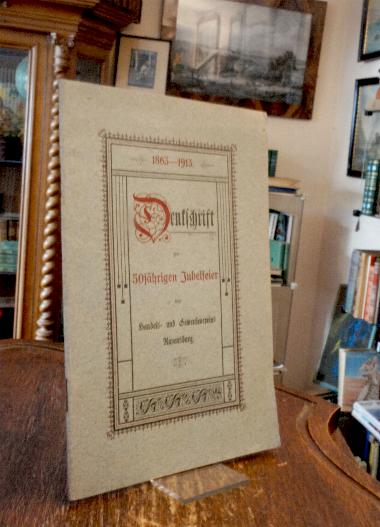 1863—1913.
Denkschrift
zur
50jährigen Jubelfeier
des
Handels- und Gewerbevereins
Ravensburg